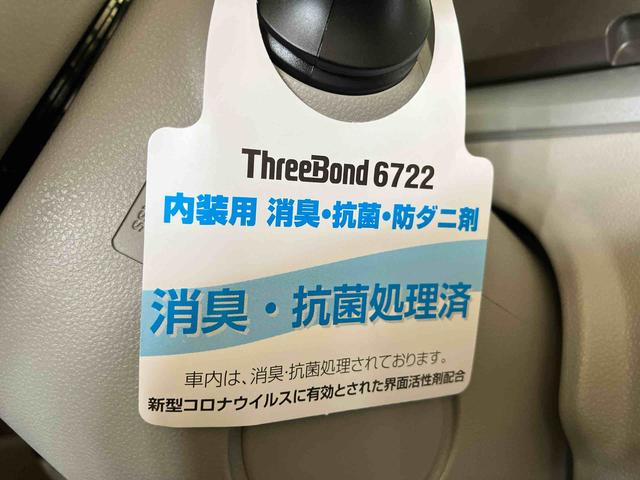 ThreeBond 6722
内装用 消臭・抗菌・防ダニ剤
消臭・抗菌処理済
車内は、消臭・抗菌処理されております。
新型コロナウイルスに有効とされた界面活性剤配合